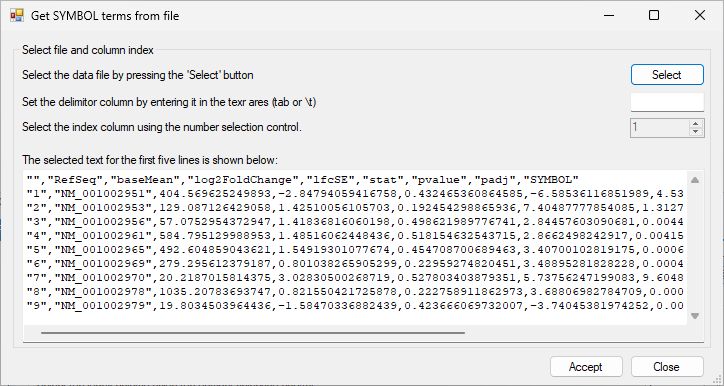 Get SYMBOL terms from file
Select file and column index
Select the data file by pressing the 'Select' button
Select
Set the delimitor column by entering it in the texr ares (tab or \t)
Select the index column using the number selection control.
1
The selected text for the first five lines is shown below:
"","RefSeq","baseMean","log2FoldChange","lfcSE","stat","pvalue","padj","SYMBOL"
"1","NM_001002951",404.569625249893,-2.84794059416758,0.432465360864585,-6.58536116851989,4.53
"2","NM_001002953",129.087126429058,1.42510056105703,0.192454298865936,7.40487777854085,1.3127
"3","NM_001002956",57.0752954372947,1.41836816060198,0.498621989776741,2.84457603090681,0.0044
"4","NM_001002961",584.795129988953,1.48516062448436,0.518154632543715,2.8662498242917,0.00415
"5","NM_001002965",492.604859043621,1.54919301077674,0.454708700689463,3.40700102819175,0.0006
"6","NM_001002969",279.295612379187,0.801038265905299,0.22959274820451,3.48895281828228,0.0004
"7","NM_001002970",20.2187015814375,3.02830500268719,0.527803403879351,5.73756247199083,9.6048
"8","NM_001002978",1035.20783693747,0.821550421725878,0.222758911862973,3.68806982784709,0.000
"9","NM_001002979",19.8034503964436,-1.58470336882439,0.423666069732007,-3.74045381974252,0.00
Accept
Close